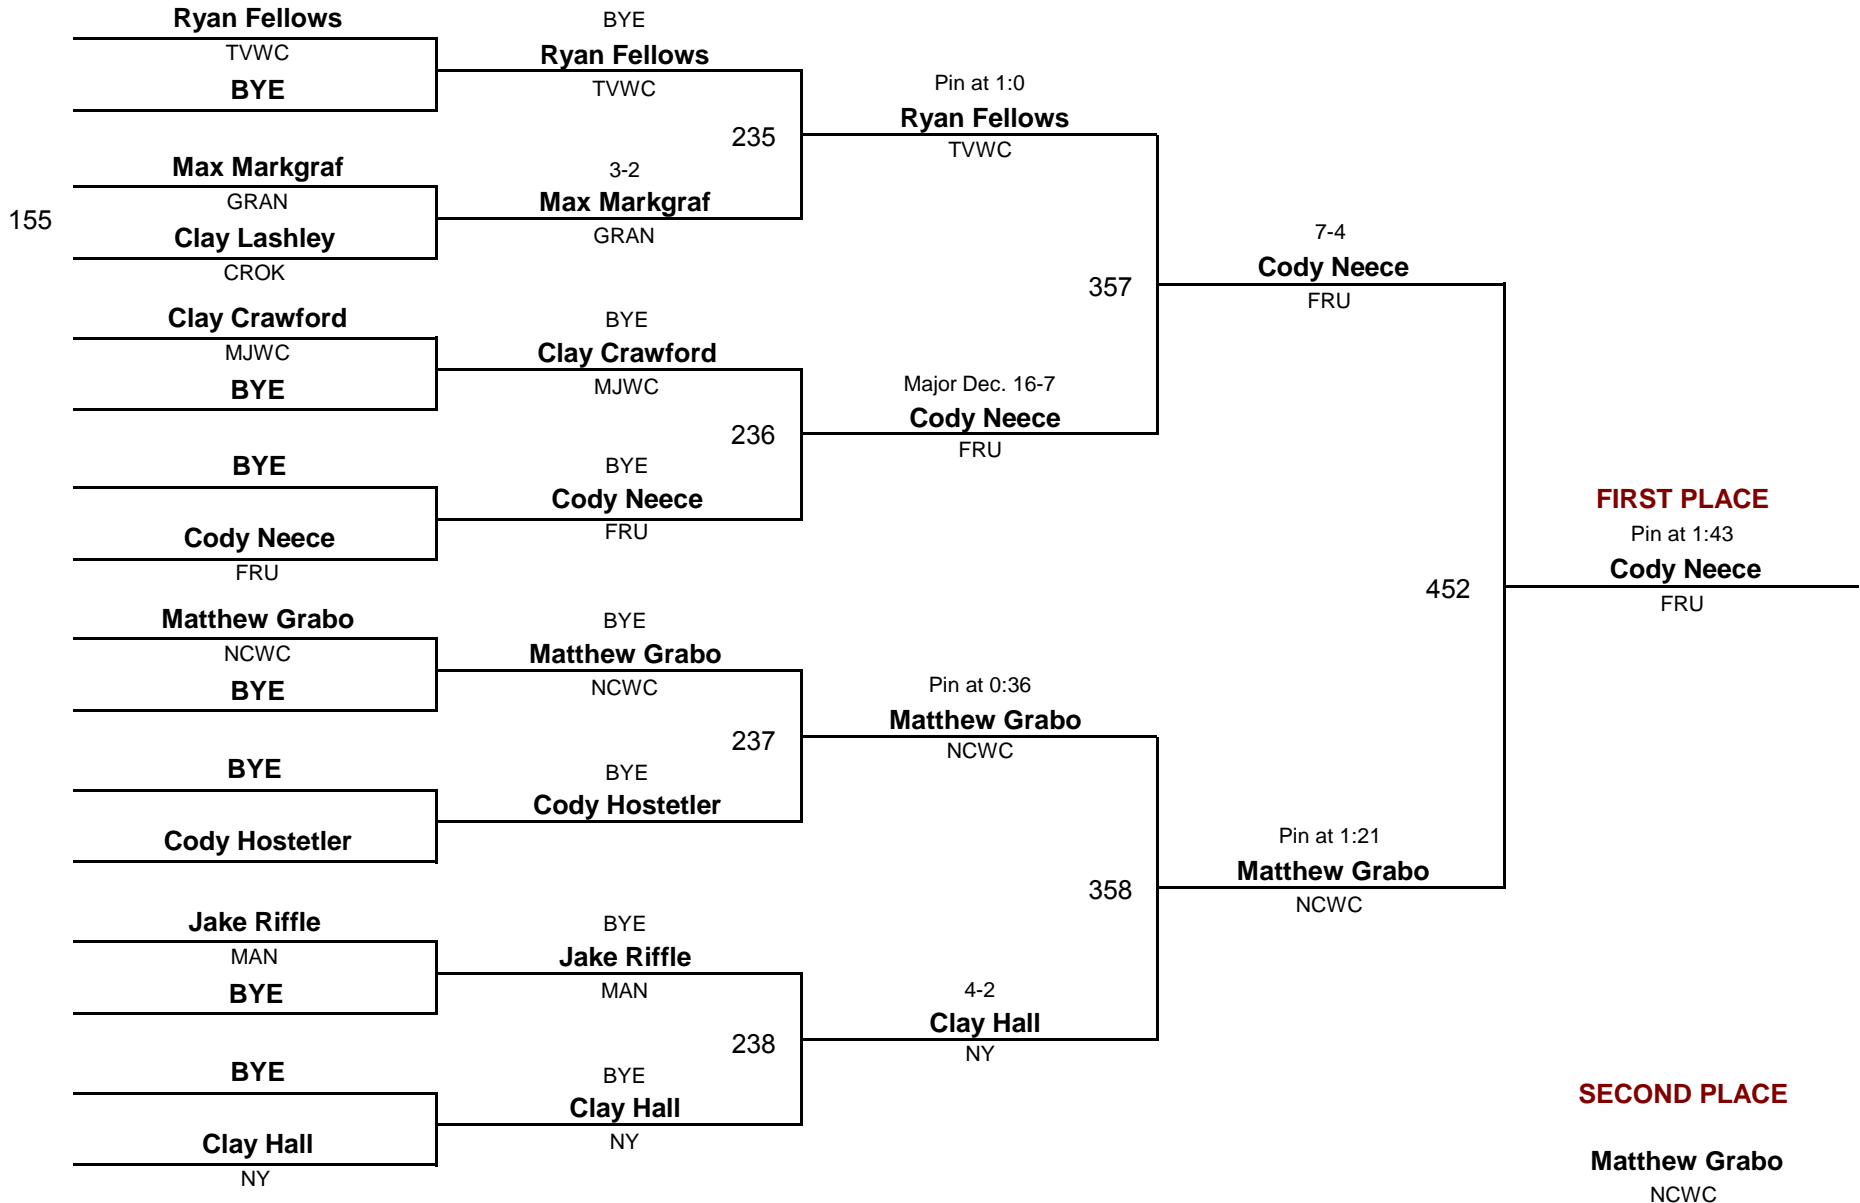 Ryan Fellows
TVWC
BYE
155
Max Markgraf
GRAN
Clay Lashley
CROK
Clay Crawford
MJWC
BYE
BYE
Cody Neece
FRU
Matthew Grabo
NCWC
BYE
BYE
Cody Hostetler
Jake Riffle
MAN
BYE
BYE
Clay Hall
NY
BYE
Ryan Fellows
TVWC
235
3-2
Max Markgraf
GRAN
BYE
Clay Crawford
MJWC
236
BYE
Cody Neece
FRU
BYE
Matthew Grabo
NCWC
237
BYE
Cody Hostetler
BYE
Jake Riffle
MAN
238
BYE
Clay Hall
NY
Pin at 1:0
Ryan Fellows
TVWC
357
Major Dec. 16-7
Cody Neece
FRU
Pin at 0:36
Matthew Grabo
NCWC
358
4-2
Clay Hall
NY
7-4
Cody Neece
FRU
452
Pin at 1:21
Matthew Grabo
NCWC
FIRST PLACE
Pin at 1:43
Cody Neece
FRU
SECOND PLACE
Matthew Grabo
NCWC